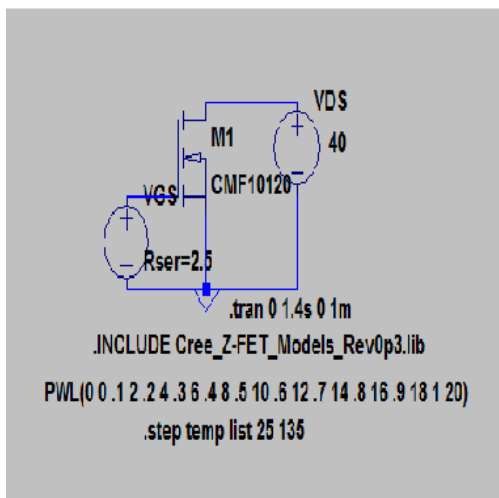 VDS
M1
40
CMF10120
VGS
Rser=2.5
.tran 0 1.4s 0 1m
.INCLUDE Cree_Z-FET_Models_Rev0p3.lib
PWL(0 0 .1 2 .2 4 .3 6 .4 8 .5 10 .6 12 .7 14 .8 16 .9 18 1 20)
.step temp list 25 135